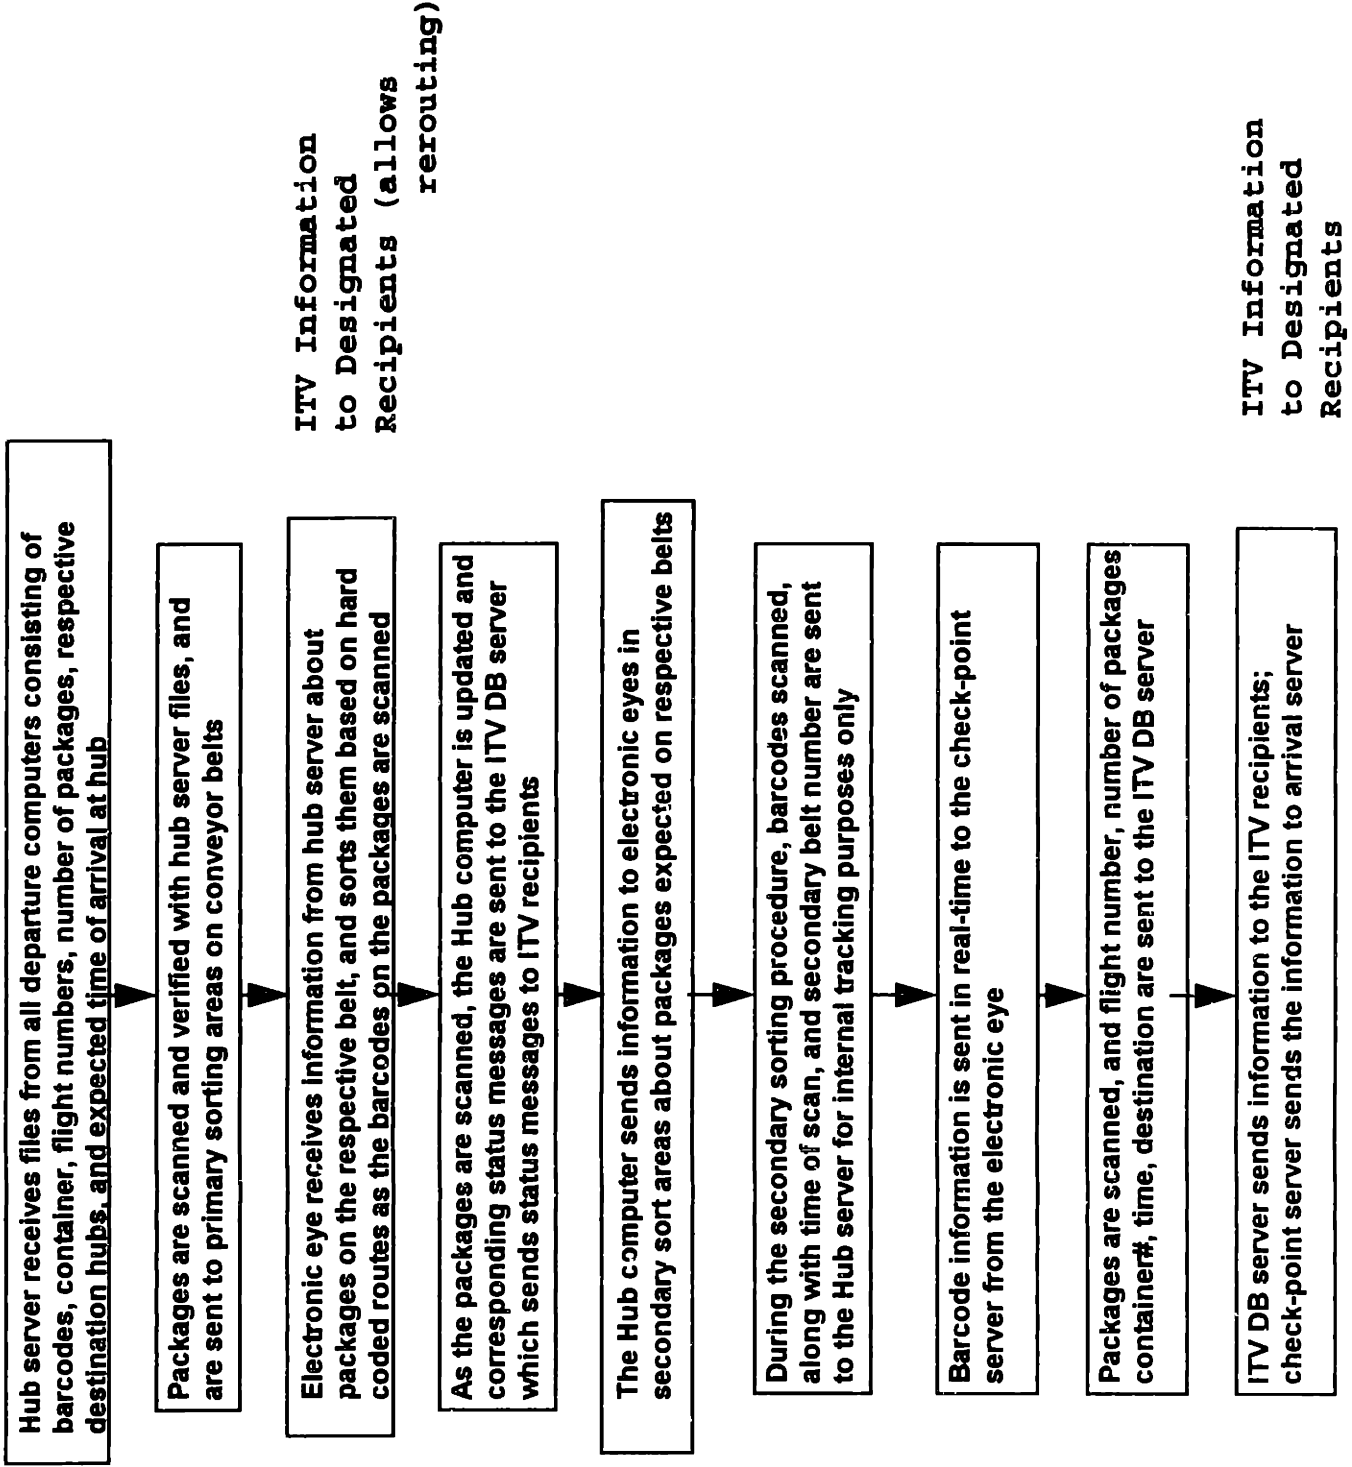 Hub server receives files from all departure computers consisting of
barcodes, container, flight numbers, number of packages, respective
destination hubs, and expected time of arrival at hub
Packages are scanned and verified with hub server files, and
are sent to primary sorting areas on conveyor belts
Electronic eye receives information from hub server about
packages on the respective belt, and sorts them based on hard
coded routes as the barcodes on the packages are scanned
ITV Information
to Designated
Recipients (allows
rerouting)
As the packages are scanned, the Hub computer is updated and
corresponding status messages are sent to the ITV DB server
which sends status messages to ITV recipients
The Hub computer sends information to electronic eyes in
secondary sort areas about packages expected on respective belts
During the secondary sorting procedure, barcodes scanned,
along with time of scan, and secondary belt number are sent
to the Hub server for internal tracking purposes only
Barcode information is sent in real-time to the check-point
server from the electronic eye
Packages are scanned, and flight number, number of packages
container#, time, destination are sent to the ITV DB server
ITV DB server sends information to the ITV recipients;
check-point server sends the information to arrival server
ITV Information
to Designated
Recipients